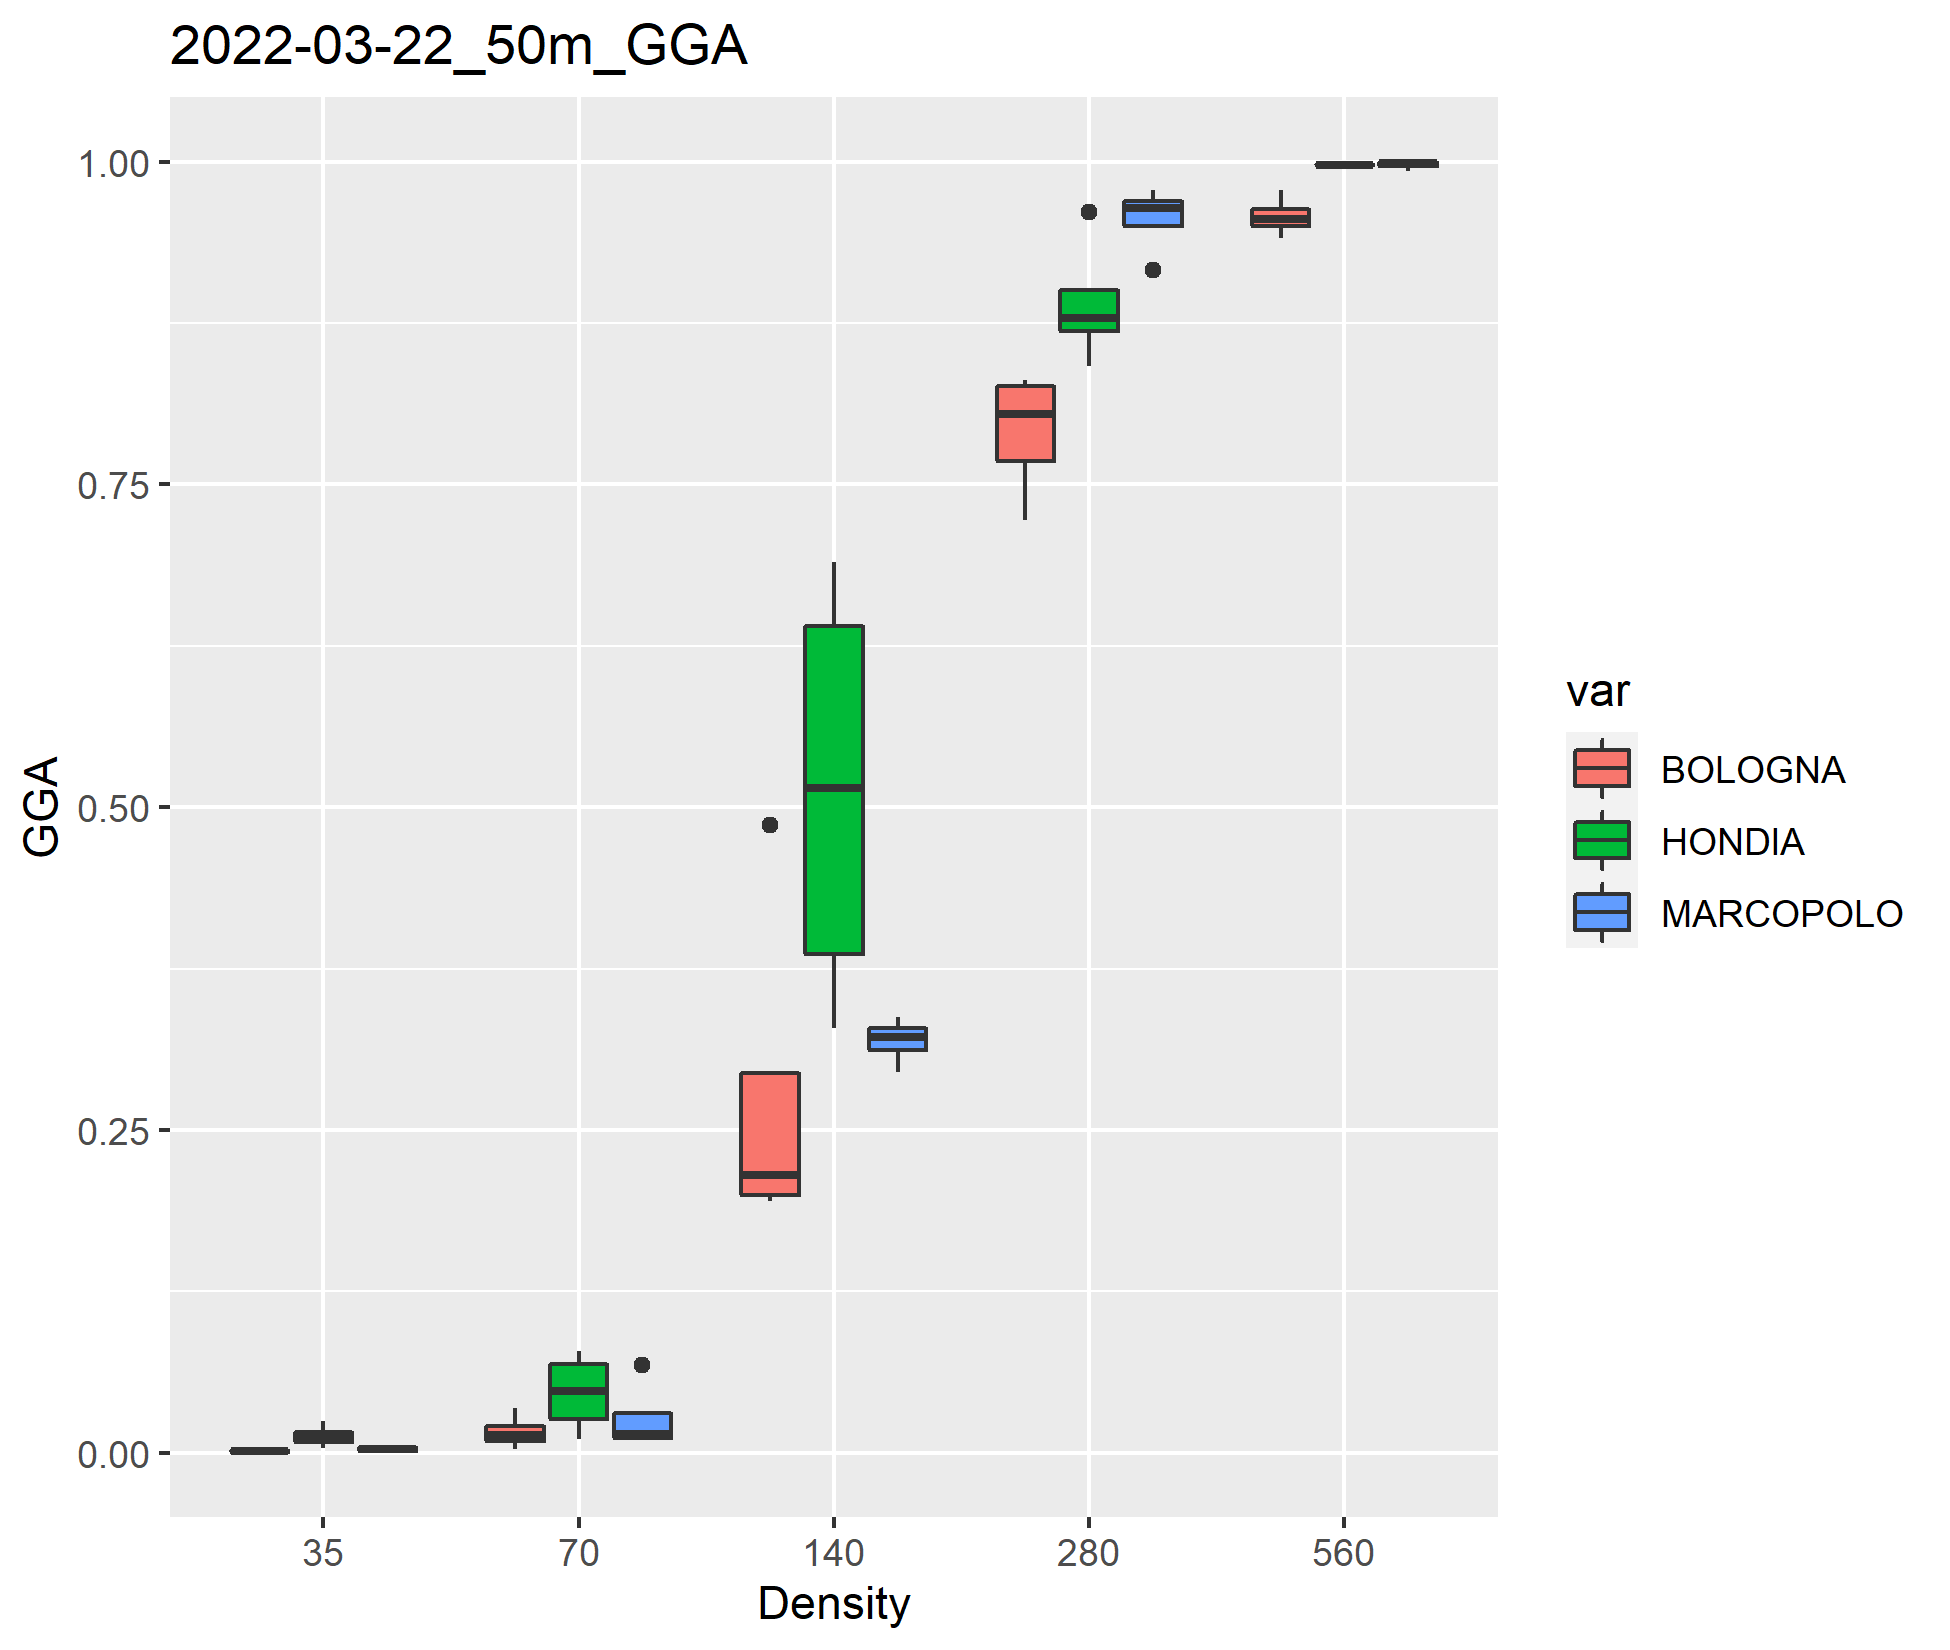 2022-03-22_50m_GGA
1.00
0.75
0.50
0.25
0.00
GGA
35
70
140
280
560
Density
var
BOLOGNA
HONDIA
MARCOPOLO